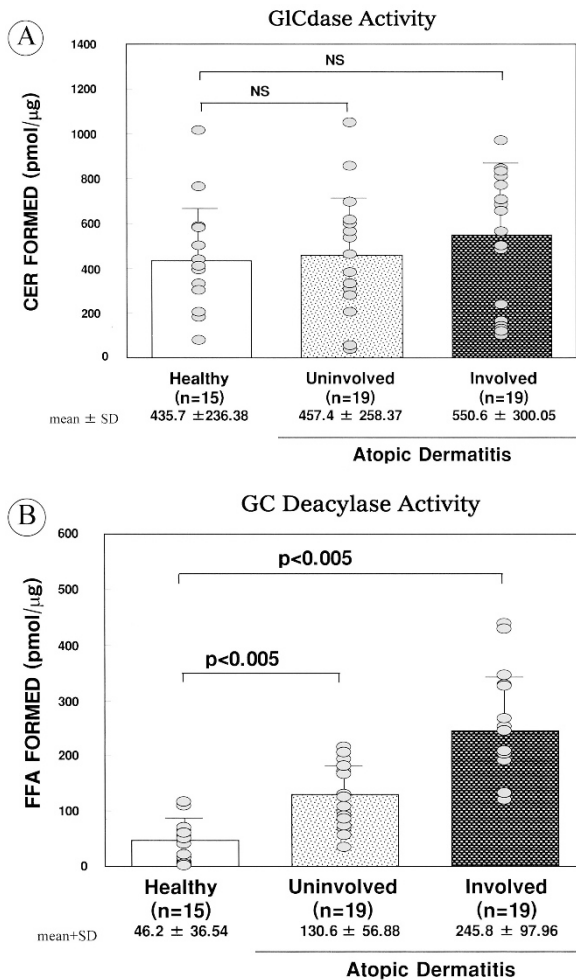 A
GlCdase Activity
CER FORMED (pmol/µg)
1400
1200
1000
800
600
400
200
0
NS
NS
Healthy Uninvolved Involved
(n=15) (n=19) (n=19)
mean ± SD 435.7 ±236.38 457.4 ± 258.37 550.6 ± 300.05
Atopic Dermatitis
B
GC Deacylase Activity
FFA FORMED (pmol/µg)
600
500
400
300
200
100
0
p<0.005
p<0.005
Healthy Uninvolved Involved
(n=15) (n=19) (n=19)
mean+SD 46.2 ± 36.54 130.6 ± 56.88 245.8 ± 97.96
Atopic Dermatitis